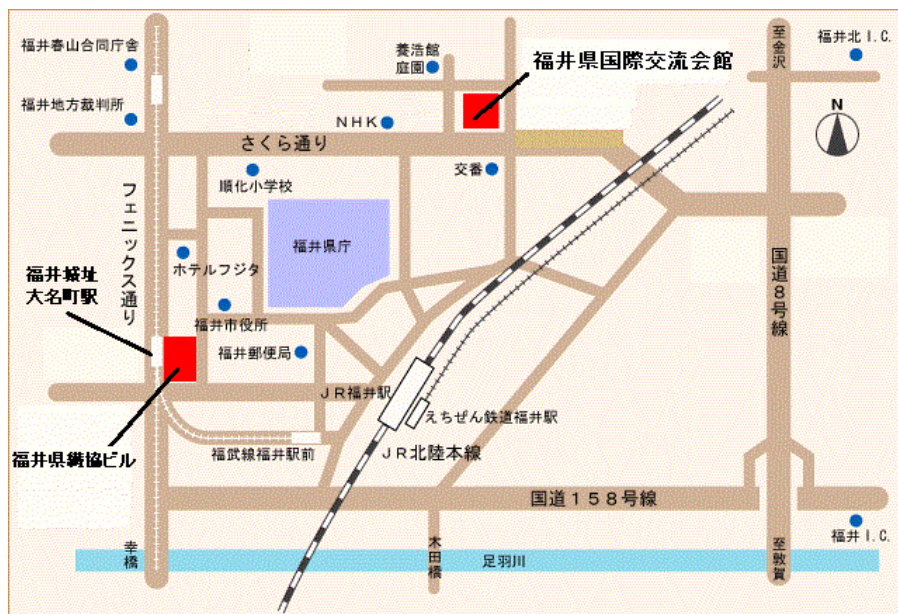 福井春山合同庁舎
養浩館
庭園
福井県国際交流会館
至金沢
福井北I.C.
福井地方裁判所
NHK
N
さくら通り
交番
順化小学校
フェニックス通り
福井県庁
国道8号線
ホテルフジタ
福井城址
大名町駅
福井市役所
福井郵便局
JR福井駅
えちぜん鉄道福井駅
福井県繊協ビル
福武線福井駅前
JR北陸本線
国道158号線
幸橋
木田橋
足羽川
至敦賀
福井I.C.